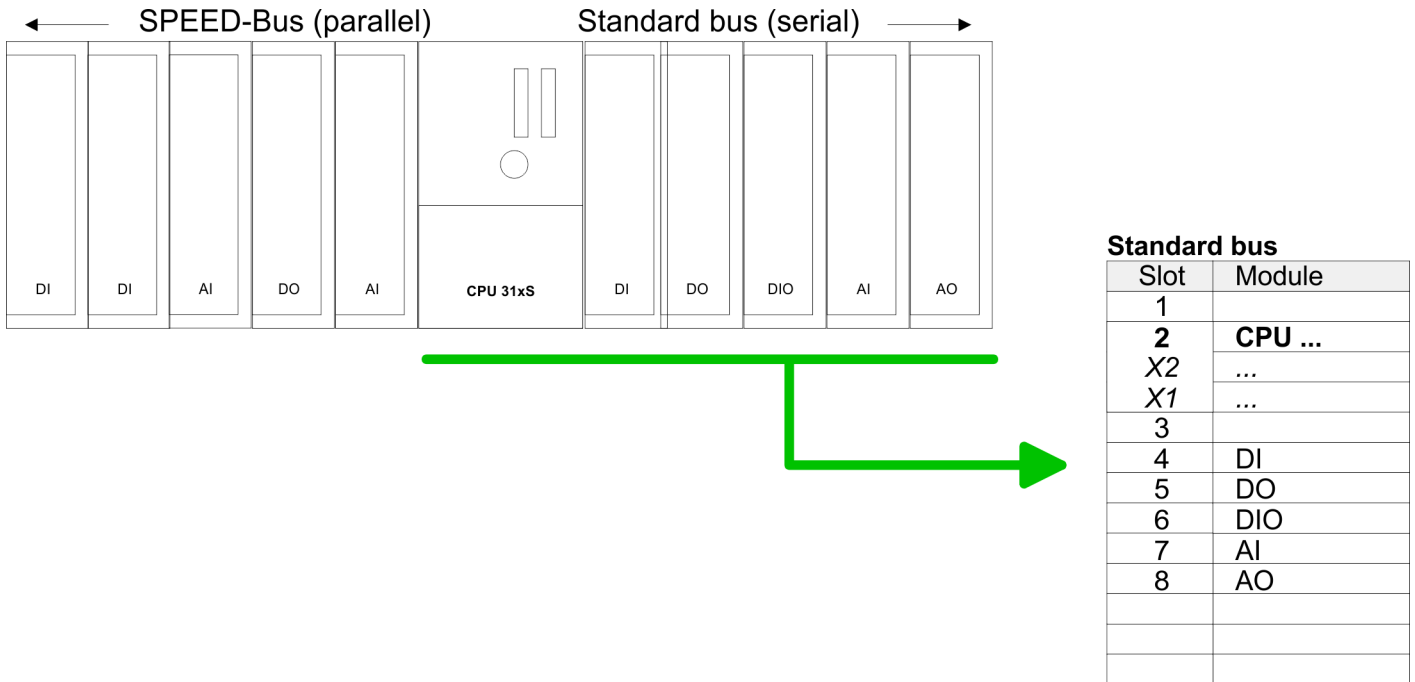 SPEED-Bus (parallel) Standard bus (serial)
DI DI AI DO AI CPU 31xS DI DO DIO AI AO
Standard bus
Slot Module
1
2 CPU ...
X2 ...
X1 ...
3
4 DI
5 DO
6 DIO
7 AI
8 AO